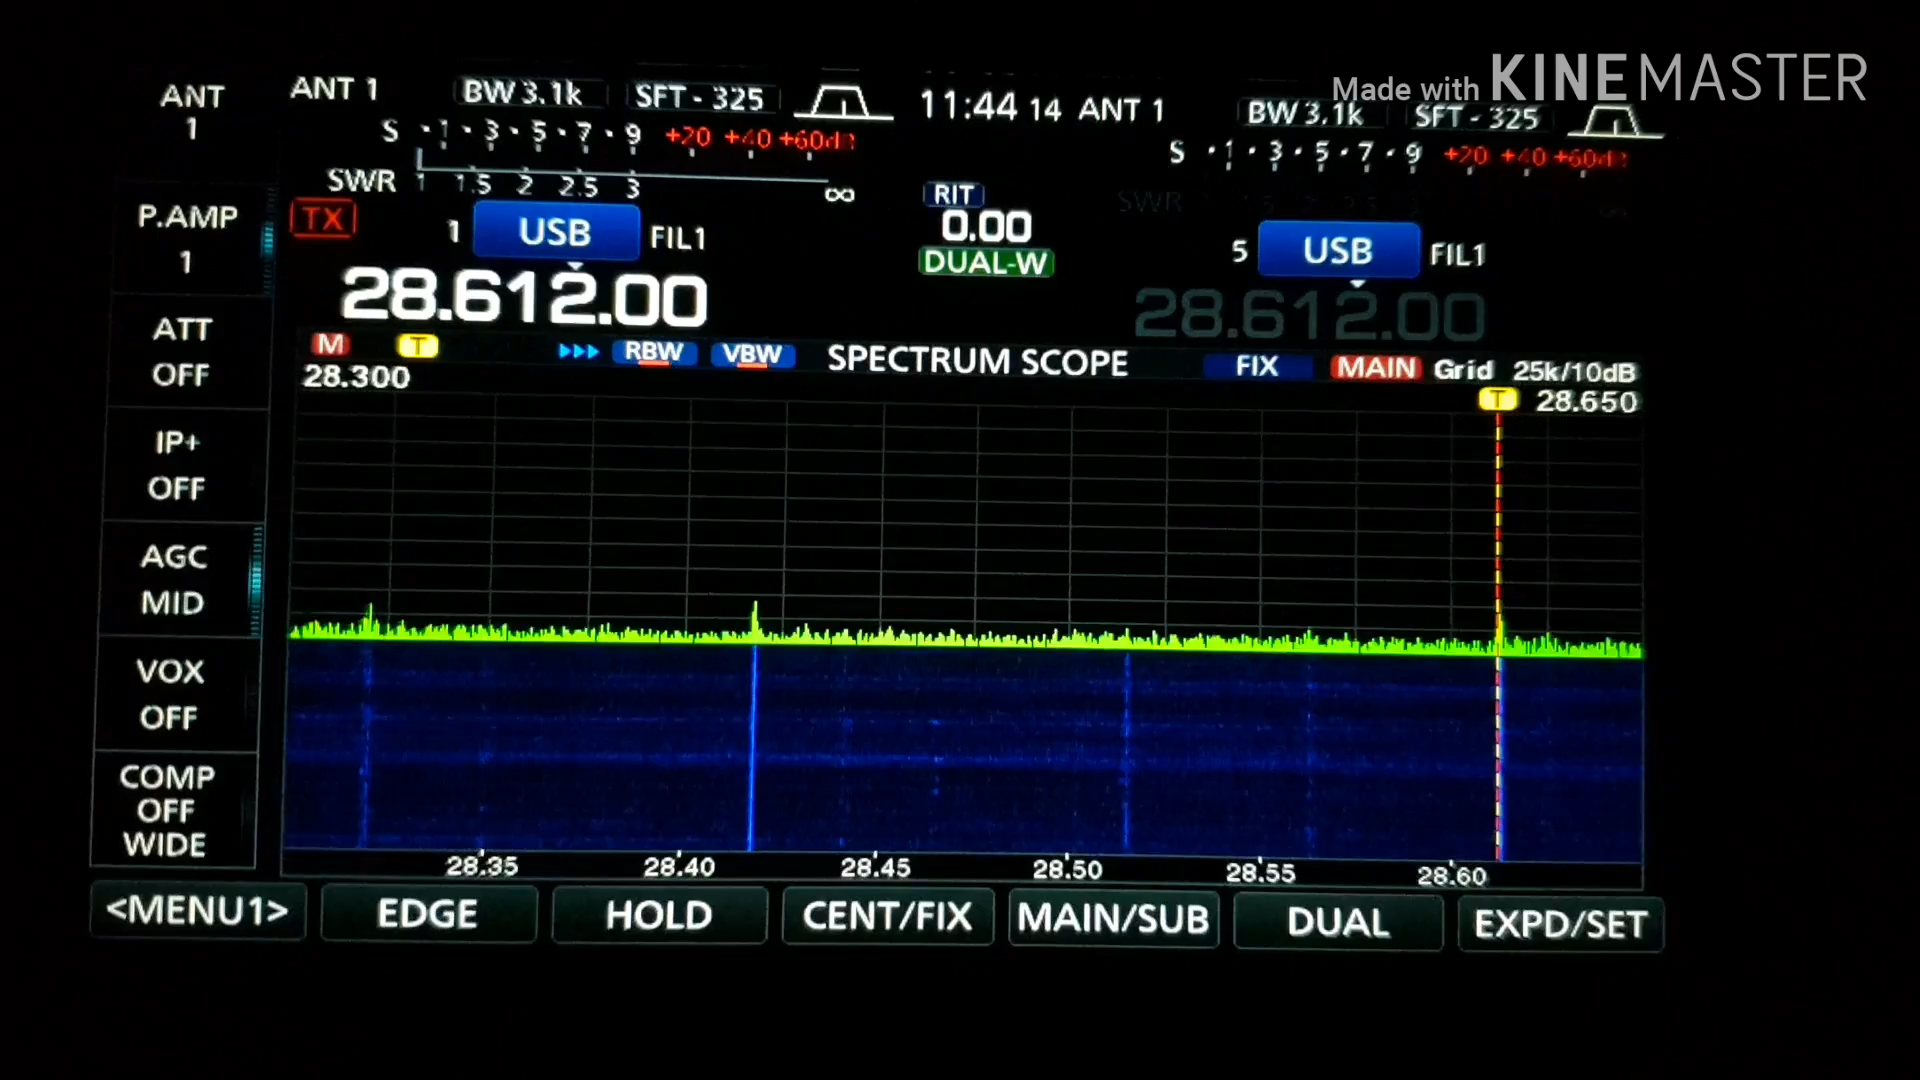 Made with KINEMASTER
ANT 1
ANT 1 BW 3.1k SFT - 325 11:44 14 ANT 1 BW 3.1k SFT - 325
S 1 3 5 7 9 +20 +40 +60dB
S 1 3 5 7 9 +20 +40 +60dB
SWR 1 1.5 2 2.5 3 ∞
SWR
RIT
0.00
DUAL-W
P.AMP
1
TX 1 USB FIL1
5 USB FIL1
28.612.00
28.612.00
ATT
OFF
M T RBW VBW SPECTRUM SCOPE FIX MAIN Grid 25k/10dB
28.300 T 28.650
IP+
OFF
AGC
MID
VOX
OFF
COMP
OFF
WIDE
28.35 28.40 28.45 28.50 28.55 28.60
<MENU1> EDGE HOLD CENT/FIX MAIN/SUB DUAL EXPD/SET